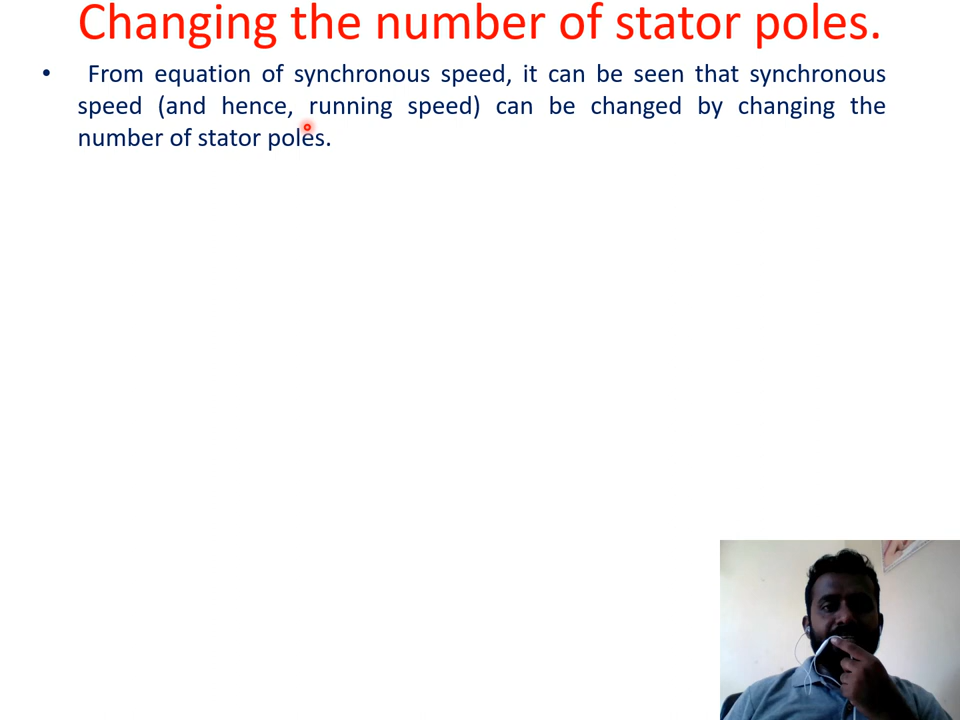 Changing the number of stator poles.
• From equation of synchronous speed, it can be seen that synchronous
speed (and hence, running speed) can be changed by changing the
number of stator poles.